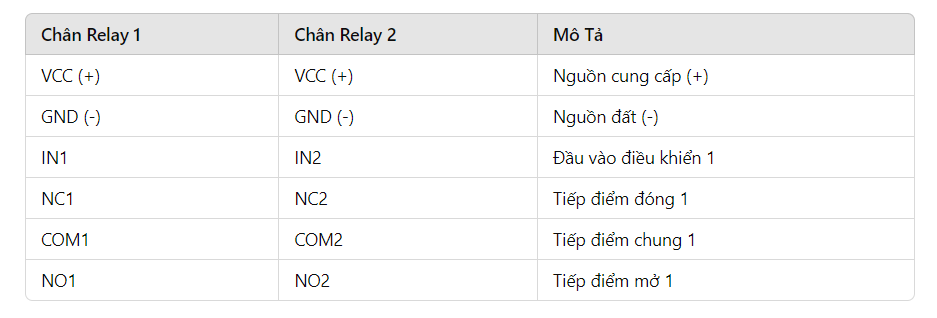 Chân Relay 1 Chân Relay 2 Mô Tả
VCC (+) VCC (+) Nguồn cung cấp (+)
GND (-) GND (-) Nguồn đất (-)
IN1 IN2 Đầu vào điều khiển 1
NC1 NC2 Tiếp điểm đóng 1
COM1 COM2 Tiếp điểm chung 1
NO1 NO2 Tiếp điểm mở 1